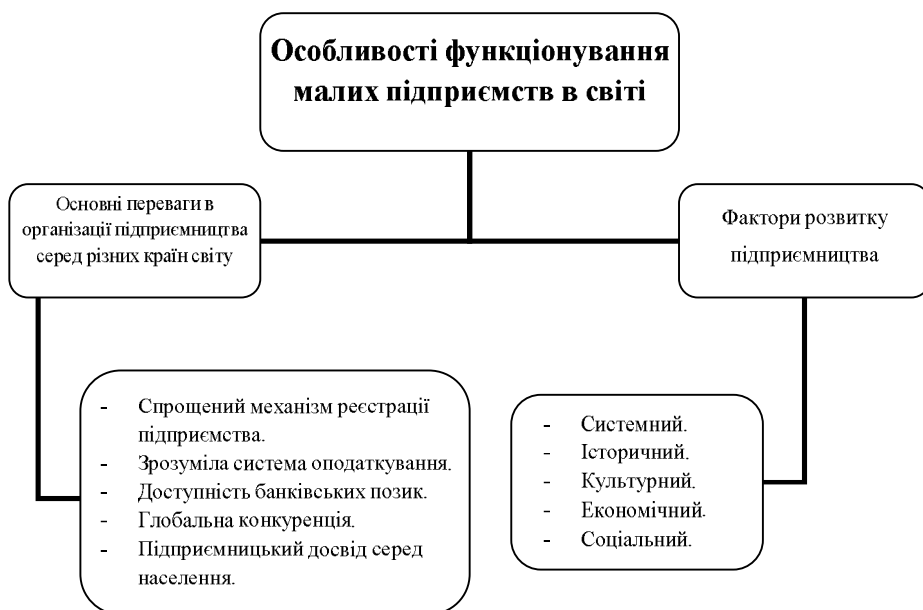 Особливості функціонування
малих підприємств в світі
Основні переваги в
організації підприємництва
серед різних країн світу
Фактори розвитку
підприємництва
- Спрощений механізм реєстрації
підприємства.
- Зрозуміла система оподаткування.
- Доступність банківських позик.
- Глобальна конкуренція.
- Підприємницький досвід серед
населення.
- Системний.
- Історичний.
- Культурний.
- Економічний.
- Соціальний.